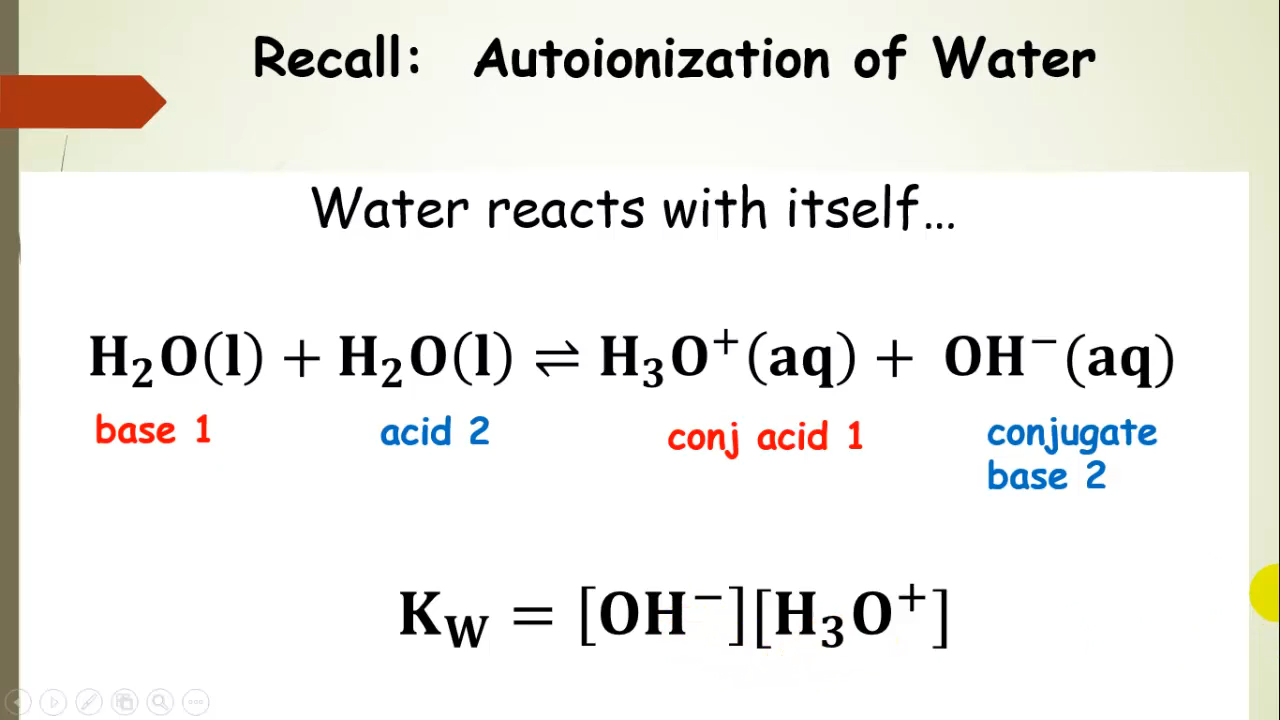 Recall: Autoionization of Water
Water reacts with itself…
H₂O(l) + H₂O(l) ⇌ H₃O⁺(aq) + OH⁻(aq)
base 1 acid 2 conj acid 1 conjugate
base 2
K_W = [OH⁻][H₃O⁺]